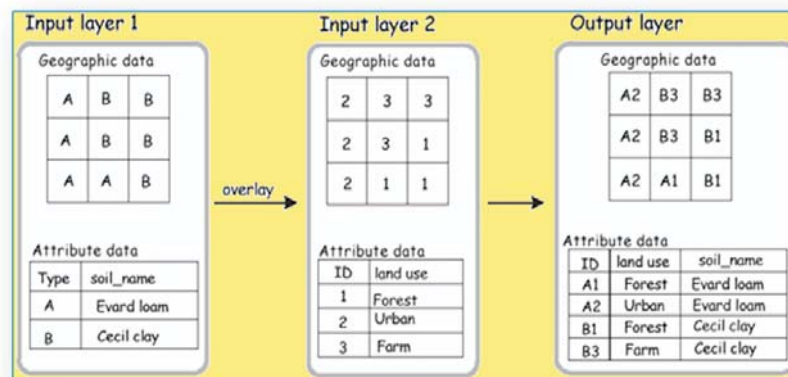 Input layer 1
Geographic data
A B B
A B B
A A B
Attribute data
Type soil_name
A Evard loam
B Cecil clay
overlay
Input layer 2
Geographic data
2 3 3
2 3 1
2 1 1
Attribute data
ID land use
1 Forest
2 Urban
3 Farm
Output layer
Geographic data
A2 B3 B3
A2 B3 B1
A2 A1 B1
Attribute data
ID land use soil_name
A1 Forest Evard loam
A2 Urban Evard loam
B1 Forest Cecil clay
B3 Farm Cecil clay